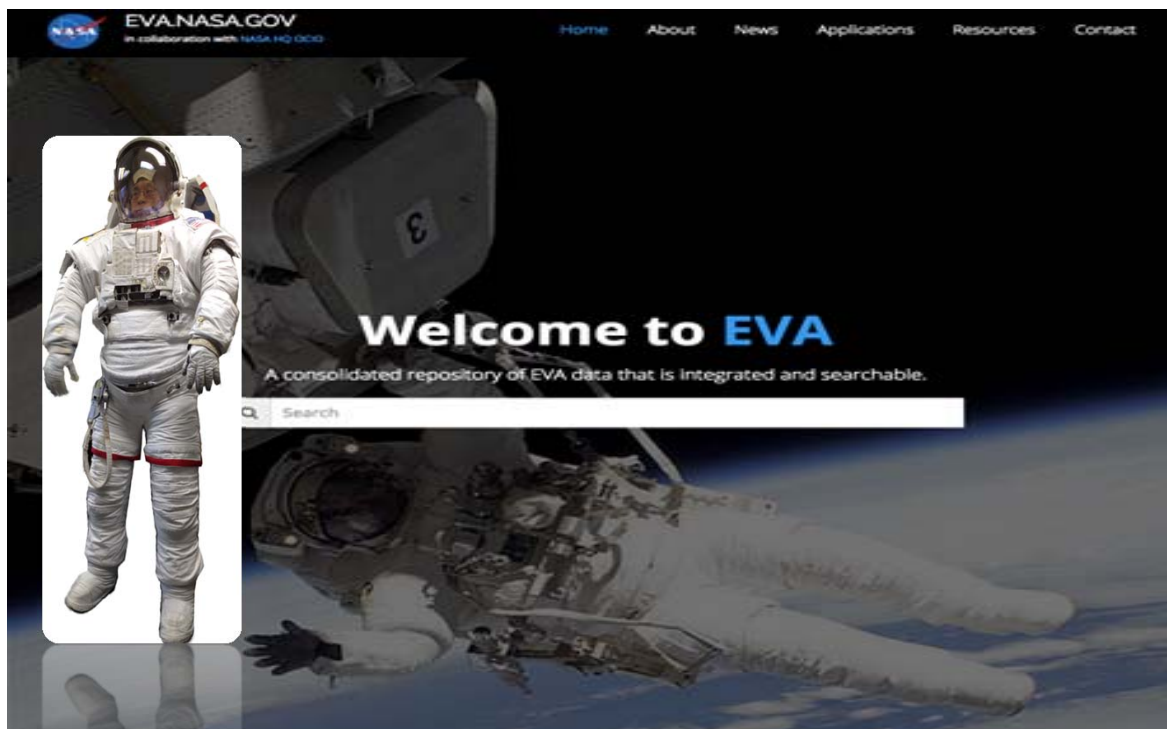 NASA
EVA.NASA.GOV
in collaboration with NASA HQ OCIO
Home About News Applications Resources Contact
3
Welcome to EVA
A consolidated repository of EVA data that is integrated and searchable.
Search